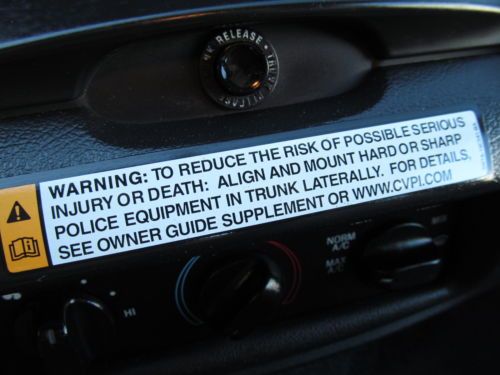 RELEASE
WARNING: TO REDUCE THE RISK OF POSSIBLE SERIOUS
INJURY OR DEATH: ALIGN AND MOUNT HARD OR SHARP
POLICE EQUIPMENT IN TRUNK LATERALLY. FOR DETAILS,
SEE OWNER GUIDE SUPPLEMENT OR WWW.CVPI.COM
NORM
A/C
MAX
A/C
HI